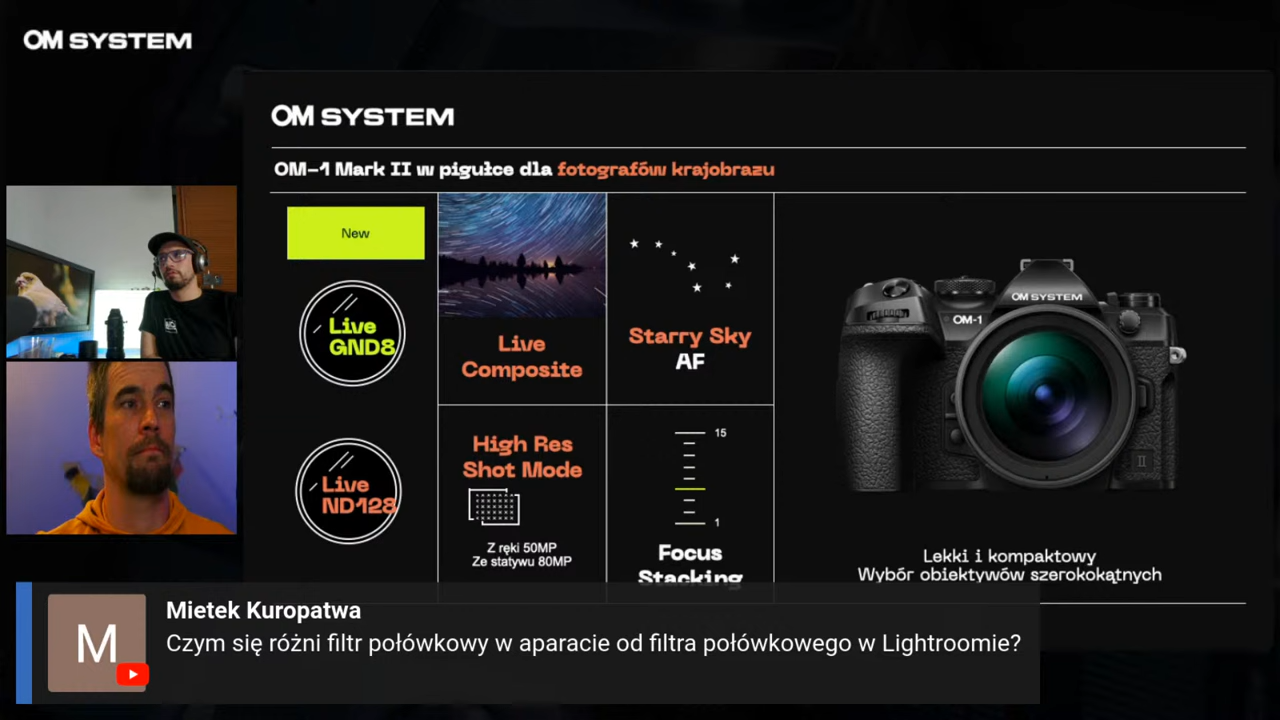 OM SYSTEM
OM SYSTEM
OM-1 Mark II w pigułce dla fotografów krajobrazu
New
Live
GND8
Live
ND128
Live
Composite
High Res
Shot Mode
Z ręki 50MP
Ze statywu 80MP
Starry Sky
AF
15
1
Focus
Stacking
OM SYSTEM
OM-1
II
Lekki i kompaktowy
Wybór obiektywów szerokokątnych
M
Mietek Kuropatwa
Czym się różni filtr połówkowy w aparacie od filtra połówkowego w Lightroomie?